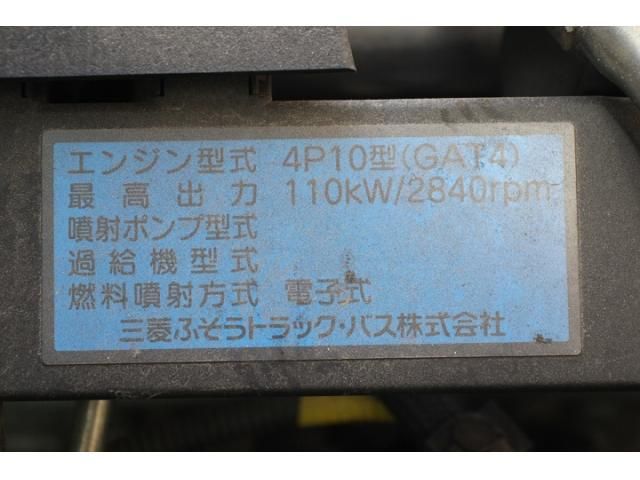 エンジン型式 4P10型(GAT4)
最高出力 110kW/2840rpm
噴射ポンプ型式
過給機型式
燃料噴射方式 電子式
三菱ふそうトラック・バス株式会社